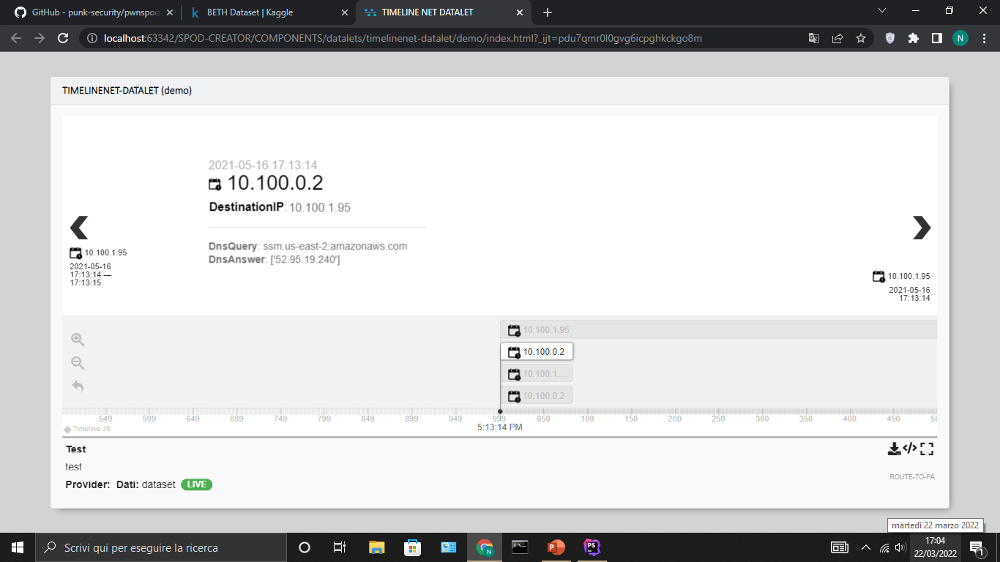 GitHub - punk-security/pwnspoo
BETH Dataset | Kaggle
TIMELINE NET DATALET
localhost:63342/SPOD-CREATOR/COMPONENTS/datalets/timelinenet-datalet/demo/index.html?_ijt=pdu7qmr0l0gvg6icpghkckgo8m
N
TIMELINENET-DATALET (demo)
2021-05-16 17:13:14
10.100.0.2
DestinationIP: 10.100.1.95
DnsQuery: ssm.us-east-2.amazonaws.com
DnsAnswer: ['52.95.19.240']
10.100.1.95
2021-05-16
17:13:14 —
17:13:15
10.100.1.95
2021-05-16
17:13:14
10.100.1.95
10.100.0.2
10.100.1....
10.100.0.2
549 599 649 699 749 799 849 899 949 999 050 100 150 200 250 300 350 400 450 50
5:13:14 PM
Timeline JS
Test
test
Provider: Dati: dataset LIVE
ROUTE-TO-PA
martedì 22 marzo 2022
Scrivi qui per eseguire la ricerca
N
PS
17:04
22/03/2022
1